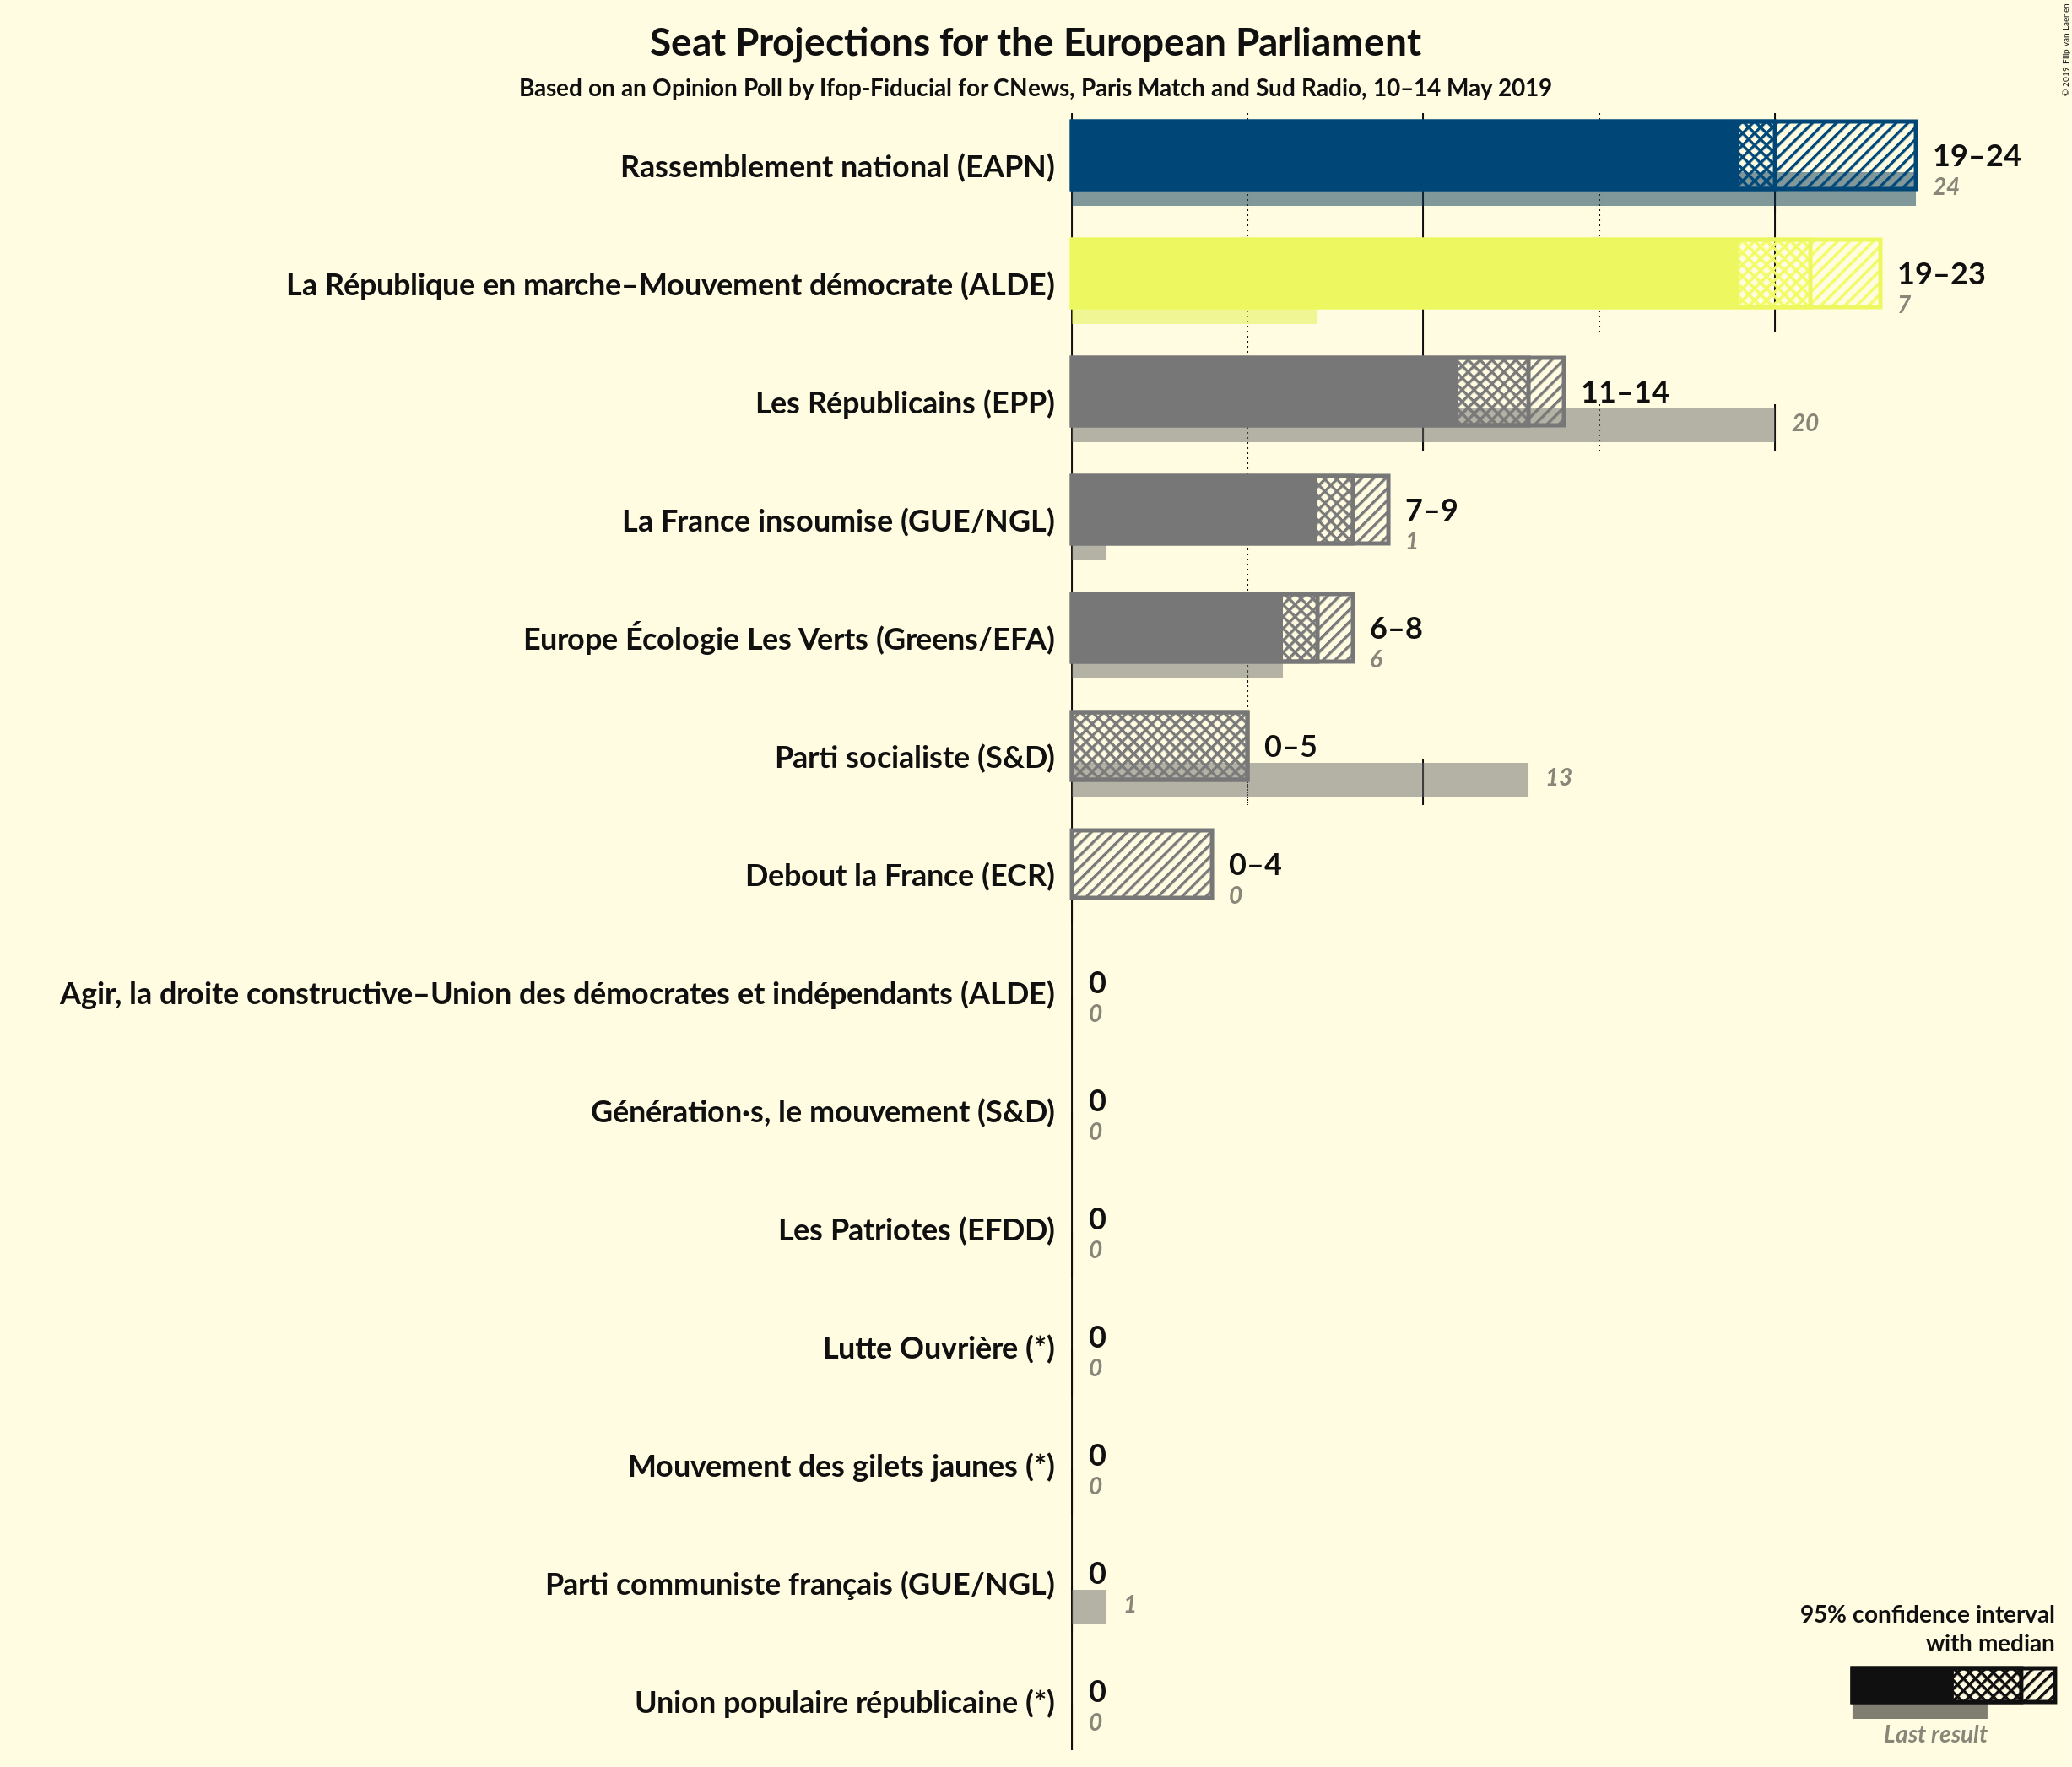 Seat Projections for the European Parliament
Based on an Opinion Poll by Ifop-Fiducial for CNews, Paris Match and Sud Radio, 10–14 May 2019
© 2019 Filip van Laenen
Rassemblement national (EAPN)
19–24
24
La République en marche–Mouvement démocrate (ALDE)
19–23
7
Les Républicains (EPP)
11–14
20
La France insoumise (GUE/NGL)
7–9
1
Europe Écologie Les Verts (Greens/EFA)
6–8
6
Parti socialiste (S&D)
0–5
13
Debout la France (ECR)
0–4
0
Agir, la droite constructive–Union des démocrates et indépendants (ALDE)
0
0
Génération·s, le mouvement (S&D)
0
0
Les Patriotes (EFDD)
0
0
Lutte Ouvrière (*)
0
0
Mouvement des gilets jaunes (*)
0
0
Parti communiste français (GUE/NGL)
0
1
Union populaire républicaine (*)
0
0
95% confidence interval
with median
Last result